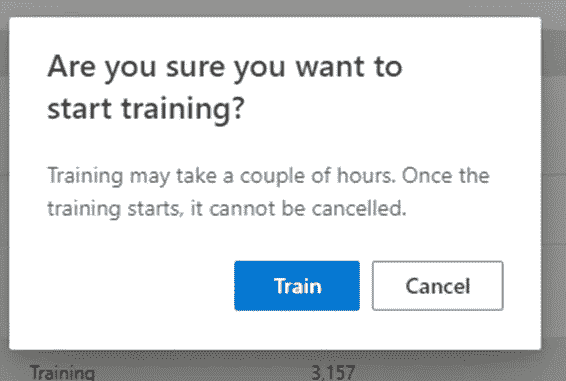 Are you sure you want to
start training?
Training may take a couple of hours. Once the
training starts, it cannot be cancelled.
Train Cancel
Training 3,157